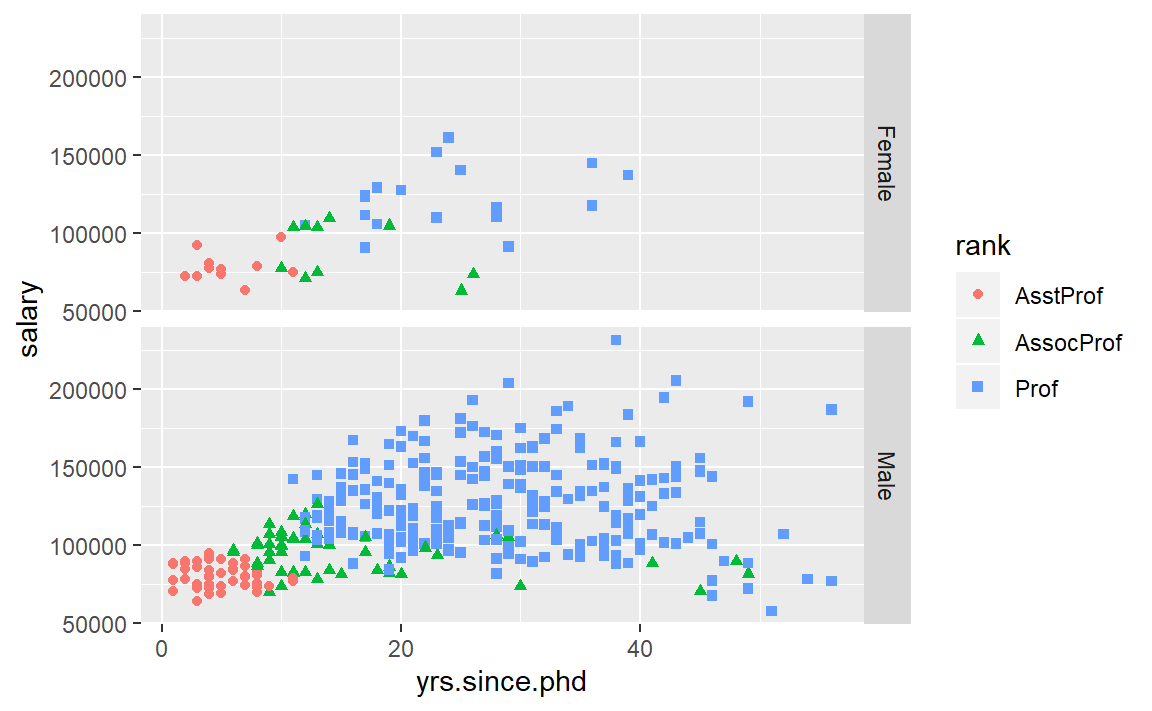 200000
150000
100000
50000
Female
200000
150000
100000
50000
Male
0 20 40
yrs.since.phd
salary
rank
AsstProf
AssocProf
Prof